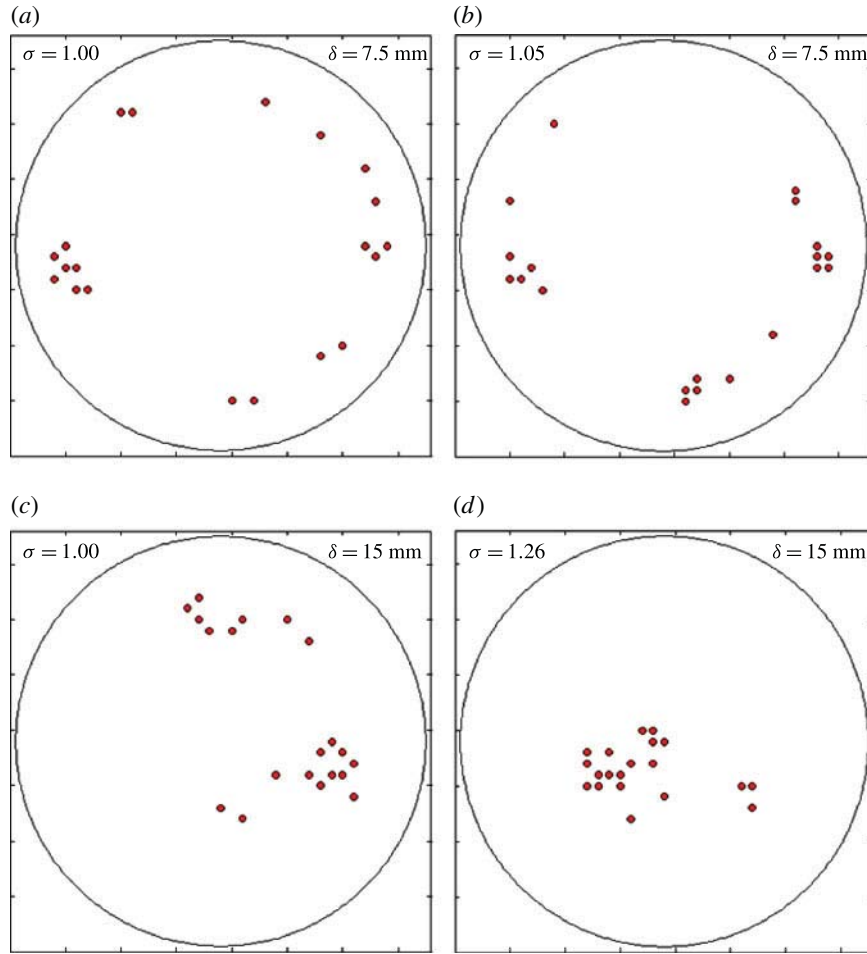 (a)
σ = 1.00 δ = 7.5 mm
(b)
σ = 1.05 δ = 7.5 mm
(c)
σ = 1.00 δ = 15 mm
(d)
σ = 1.26 δ = 15 mm